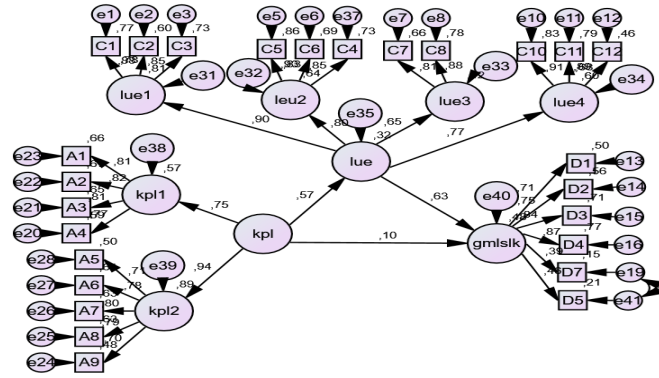 e1 e2 e3 e5 e6 e37 e7 e8 e10 e11 e12
,77 ,60 ,73 ,86 ,69 ,73 ,66 ,78 ,83 ,79 ,46
C1 C2 C3 C5 C6 C4 C7 C8 C10 C11 C12
,85 ,81 ,85 ,64 ,81 ,88 ,91 ,60
e31 e32 e33 e34
lue1 leu2 lue3 lue4
e35
,90 ,80 ,65 ,77
,32
lue
,66
e23 A1 e38
,81 ,57
e22 A2 ,82
kpl1
e21 A3 ,81
e20 A4
,75 ,57 ,63
kpl
,10
,94
,50
e28 A5 e39
,89
e27 A6 ,78
kpl2
e26 A7 ,80
e25 A8 ,79
,70
e24 A9 ,48
,50
D1 e13
e40 ,71 ,56
D2 e14
,75 ,71
D3 e15
gmlslk ,87 ,77
D4 e16
,39 ,15
D7 e19
,21
D5 e41